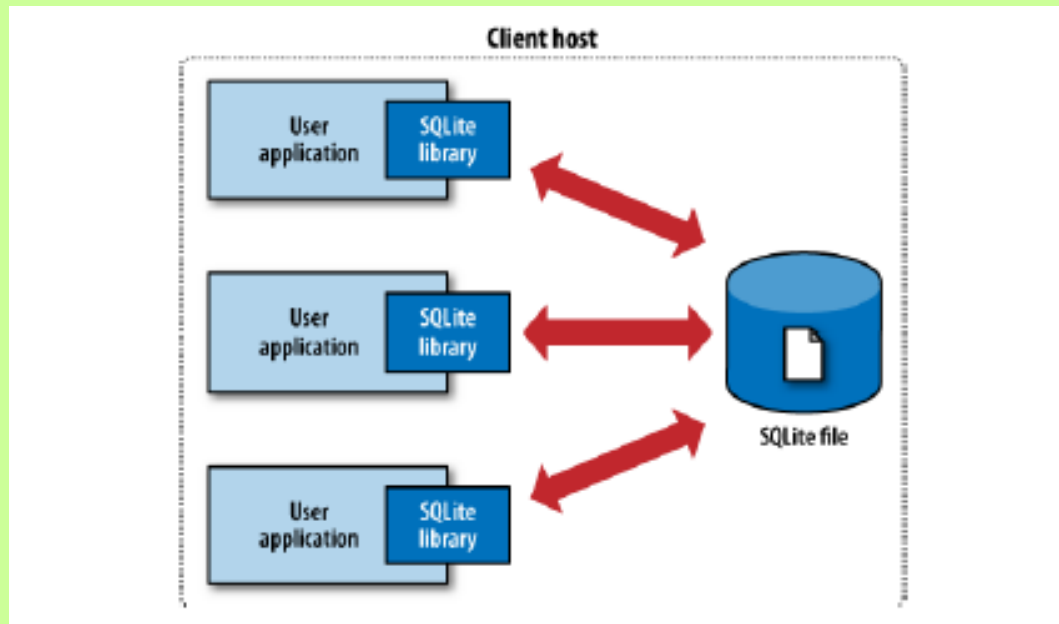 Client host
User
application
SQLite
library
User
application
SQLite
library
SQLite file
User
application
SQLite
library